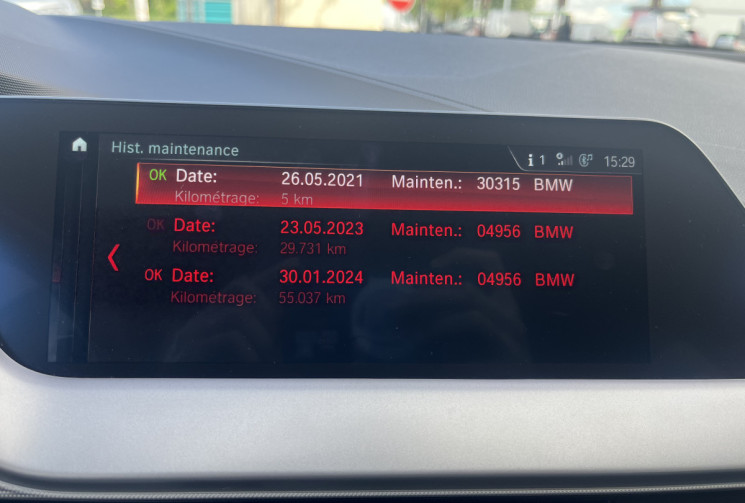 Hist. maintenance
i 1 15:29
OK Date: 26.05.2021 Mainten.: 30315 BMW
Kilométrage: 5 km
OK Date: 23.05.2023 Mainten.: 04956 BMW
Kilométrage: 29.731 km
OK Date: 30.01.2024 Mainten.: 04956 BMW
Kilométrage: 55.037 km